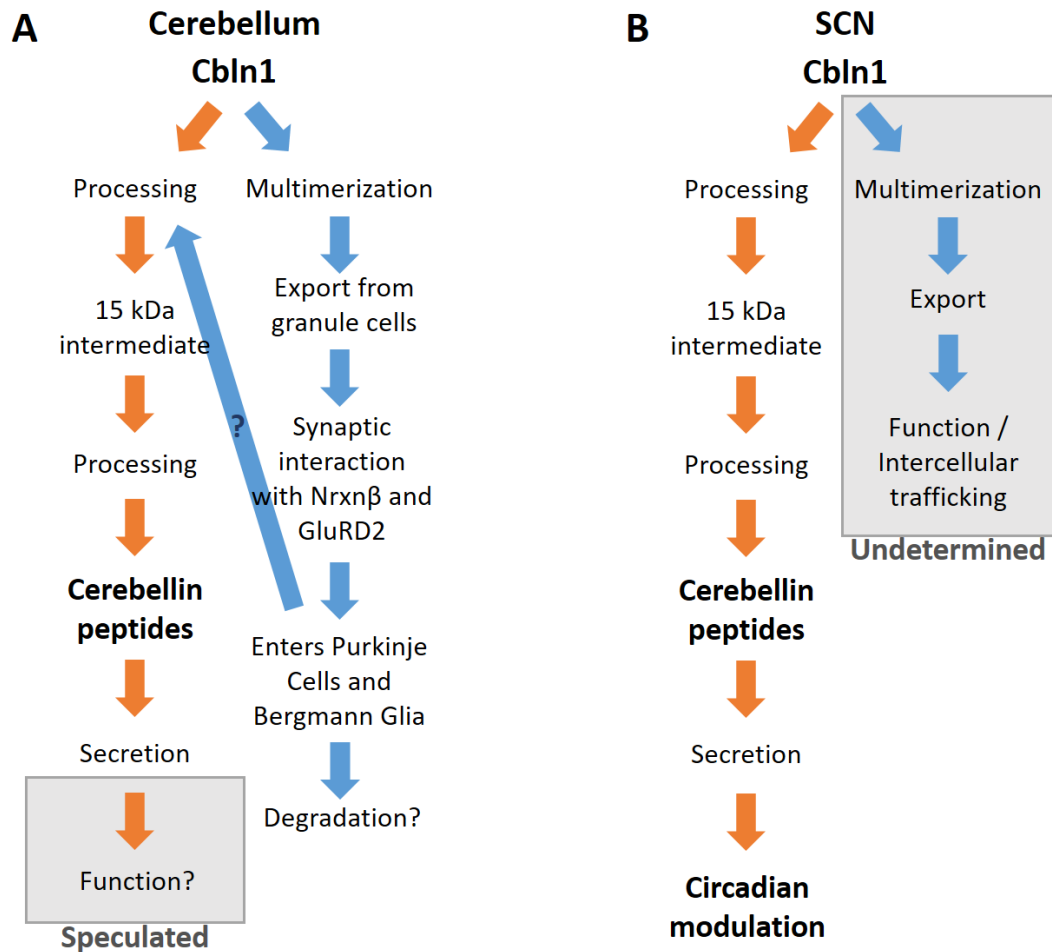 A
Cerebellum
Cbln1
Processing
15 kDa
intermediate
Processing
Cerebellin
peptides
Secretion
Function?
Speculated
Multimerization
Export from
granule cells
Synaptic
interaction
with Nrxnβ and
GluRD2
Enters Purkinje
Cells and
Bergmann Glia
Degradation?
?
B
SCN
Cbln1
Processing
15 kDa
intermediate
Processing
Cerebellin
peptides
Secretion
Circadian
modulation
Multimerization
Export
Function /
Intercellular
trafficking
Undetermined